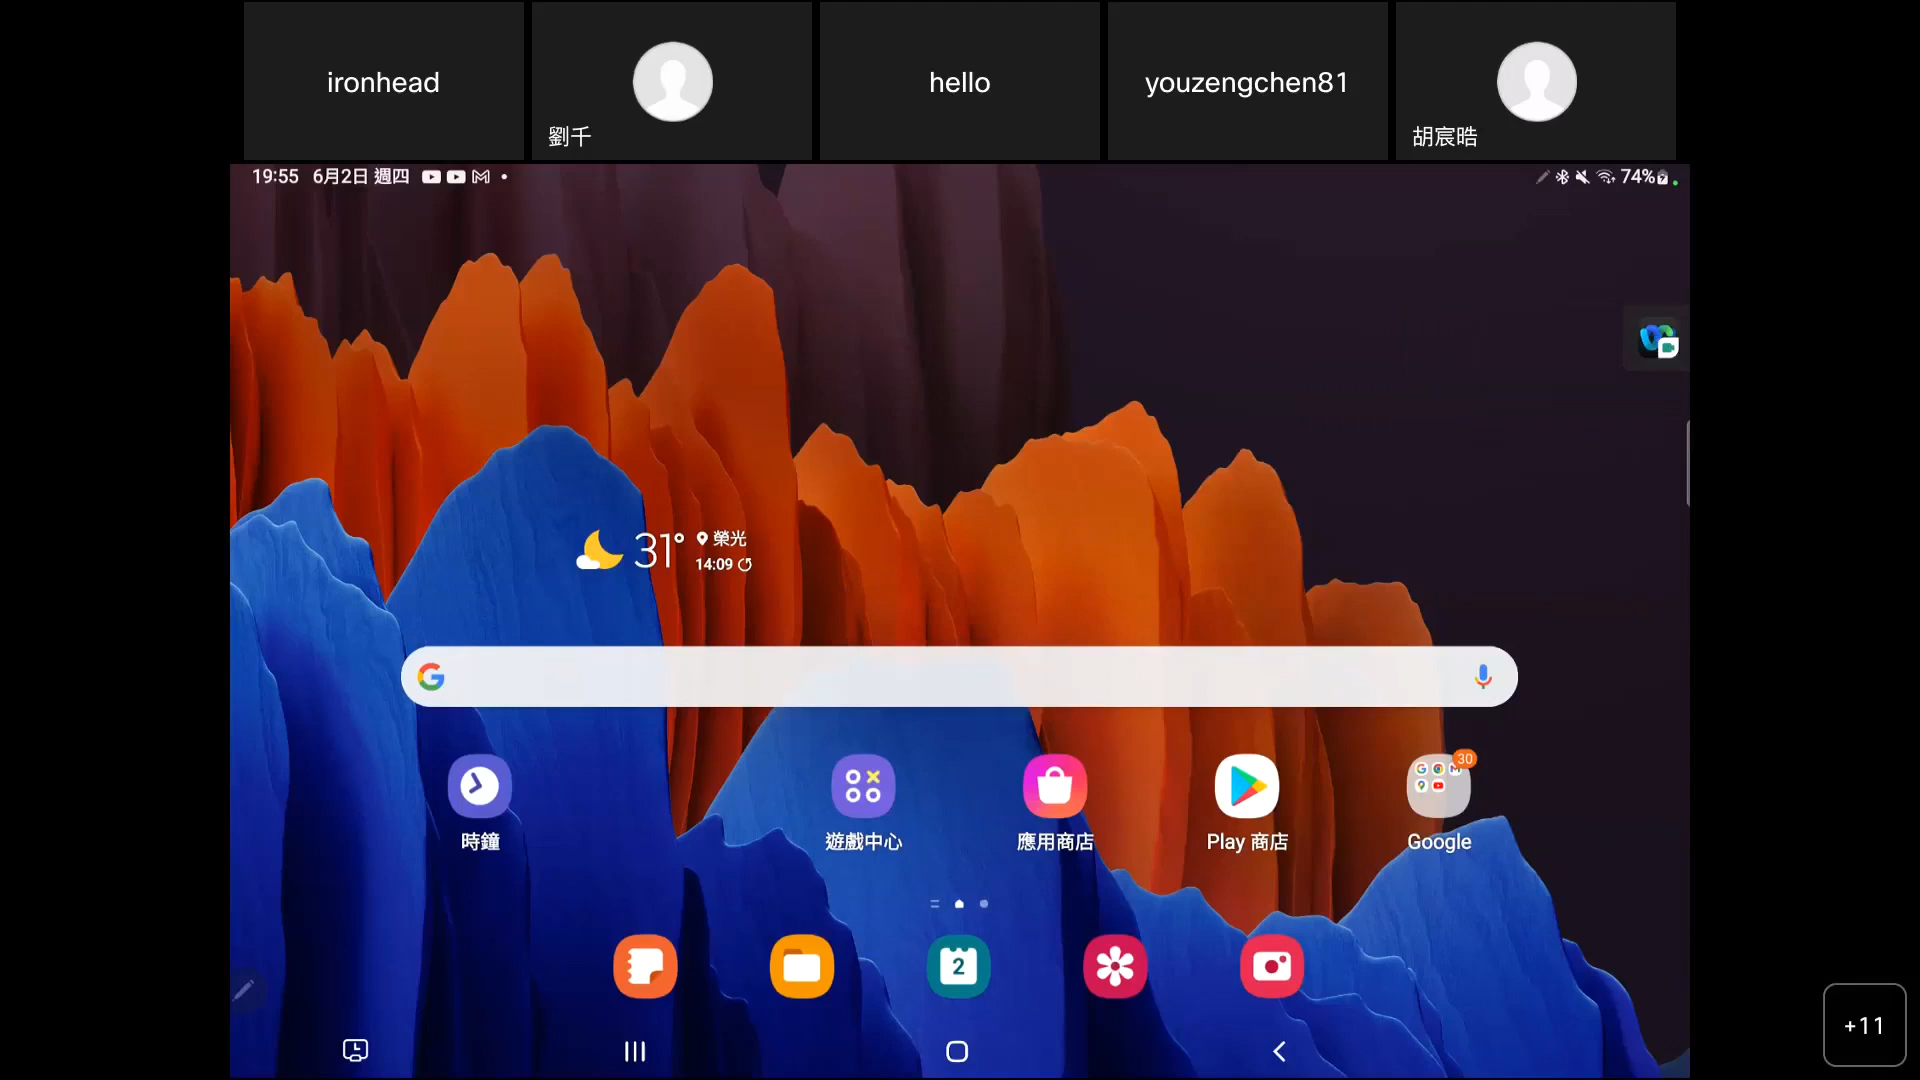 ironhead
劉千
hello
youzengchen81
胡宸晧
19:55 6月2日 週四
74%
31°
榮光
14:09
時鐘
遊戲中心
應用商店
Play 商店
30
Google
2
+11